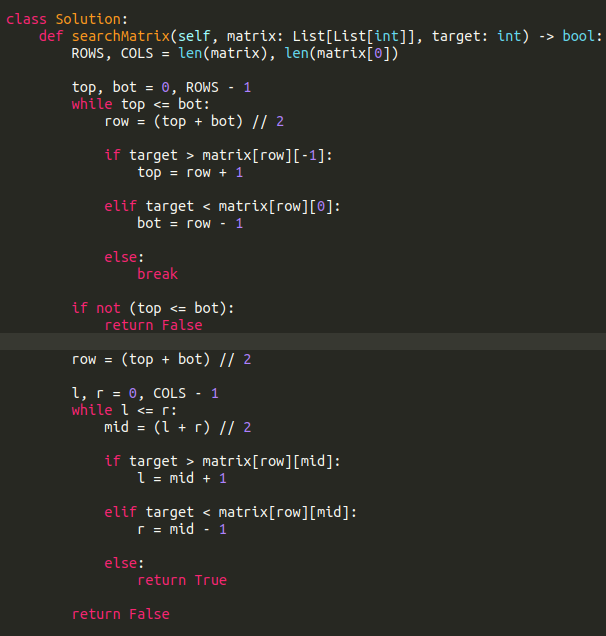 class Solution:
    def searchMatrix(self, matrix: List[List[int]], target: int) -> bool:
        ROWS, COLS = len(matrix), len(matrix[0])

        top, bot = 0, ROWS - 1
        while top <= bot:
            row = (top + bot) // 2

            if target > matrix[row][-1]:
                top = row + 1

            elif target < matrix[row][0]:
                bot = row - 1

            else:
                break

        if not (top <= bot):
            return False

        row = (top + bot) // 2

        l, r = 0, COLS - 1
        while l <= r:
            mid = (l + r) // 2

            if target > matrix[row][mid]:
                l = mid + 1

            elif target < matrix[row][mid]:
                r = mid - 1

            else:
                return True

        return False